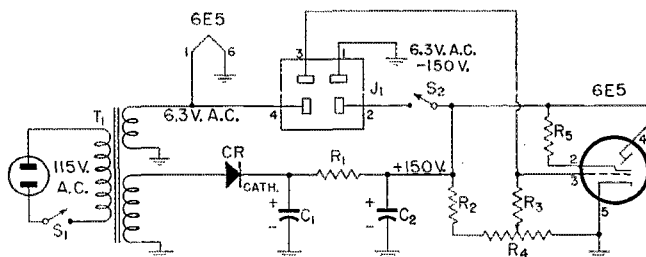 6E5
1 6
3 1
6.3 V. A.C.
-150 V.
J1
S2
6E5
T1
6.3 V. A.C.
4 2
R5
4
115 V.
A.C.
CR
CATH.
R1
+150V.
2
3
S1
+
-
C1
+
-
C2
R2
R3
R4
5